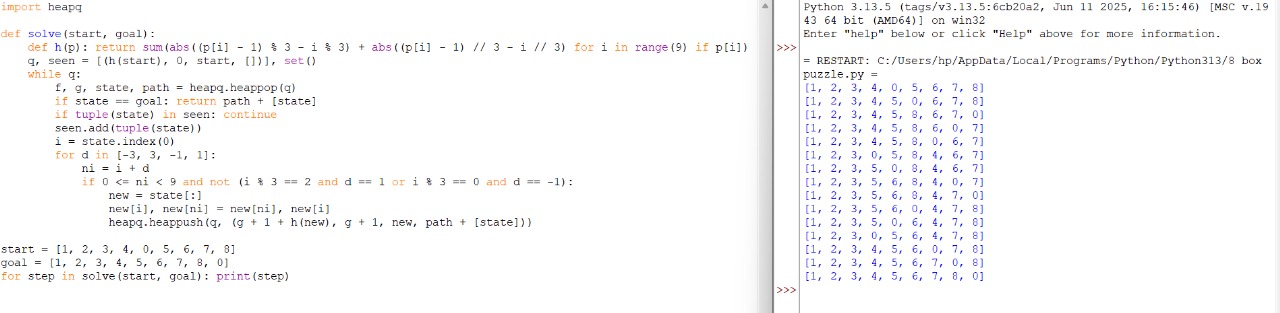 import heapq
def solve(start, goal):
    def h(p): return sum(abs((p[i] - 1) % 3 - i % 3) + abs((p[i] - 1) // 3 - i // 3) for i in range(9) if p[i])
    q, seen = [(h(start), 0, start, [])], set()
    while q:
        f, g, state, path = heapq.heappop(q)
        if state == goal: return path + [state]
        if tuple(state) in seen: continue
        seen.add(tuple(state))
        i = state.index(0)
        for d in [-3, 3, -1, 1]:
            ni = i + d
            if 0 <= ni < 9 and not (i % 3 == 2 and d == 1 or i % 3 == 0 and d == -1):
                new = state[:]
                new[i], new[ni] = new[ni], new[i]
                heapq.heappush(q, (g + 1 + h(new), g + 1, new, path + [state]))
start = [1, 2, 3, 4, 0, 5, 6, 7, 8]
goal = [1, 2, 3, 4, 5, 6, 7, 8, 0]
for step in solve(start, goal): print(step)
Python 3.13.5 (tags/v3.13.5:6cb20a2, Jun 11 2025, 16:15:46) [MSC v.19
43 64 bit (AMD64)] on win32
Enter "help" below or click "Help" above for more information.
>>>
= RESTART: C:/Users/hp/AppData/Local/Programs/Python/Python313/8 box
puzzle.py =
[1, 2, 3, 4, 0, 5, 6, 7, 8]
[1, 2, 3, 4, 5, 0, 6, 7, 8]
[1, 2, 3, 4, 5, 8, 6, 7, 0]
[1, 2, 3, 4, 5, 8, 6, 0, 7]
[1, 2, 3, 4, 5, 8, 0, 6, 7]
[1, 2, 3, 0, 5, 8, 4, 6, 7]
[1, 2, 3, 5, 0, 8, 4, 6, 7]
[1, 2, 3, 5, 6, 8, 4, 0, 7]
[1, 2, 3, 5, 6, 8, 4, 7, 0]
[1, 2, 3, 5, 6, 0, 4, 7, 8]
[1, 2, 3, 5, 0, 6, 4, 7, 8]
[1, 2, 3, 0, 5, 6, 4, 7, 8]
[1, 2, 3, 4, 5, 6, 0, 7, 8]
[1, 2, 3, 4, 5, 6, 7, 0, 8]
[1, 2, 3, 4, 5, 6, 7, 8, 0]
>>>